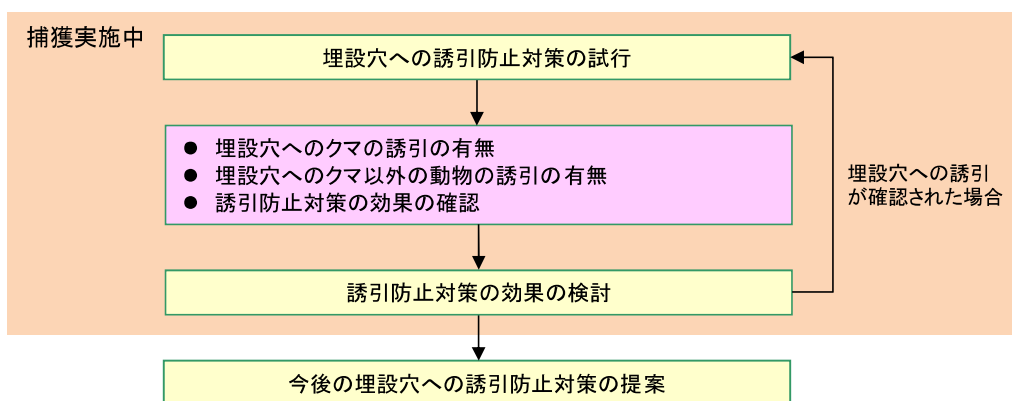 捕獲実施中
埋設穴への誘引防止対策の試行
● 埋設穴へのクマの誘引の有無
● 埋設穴へのクマ以外の動物の誘引の有無
● 誘引防止対策の効果の確認
埋設穴への誘引
が確認された場合
誘引防止対策の効果の検討
今後の埋設穴への誘引防止対策の提案